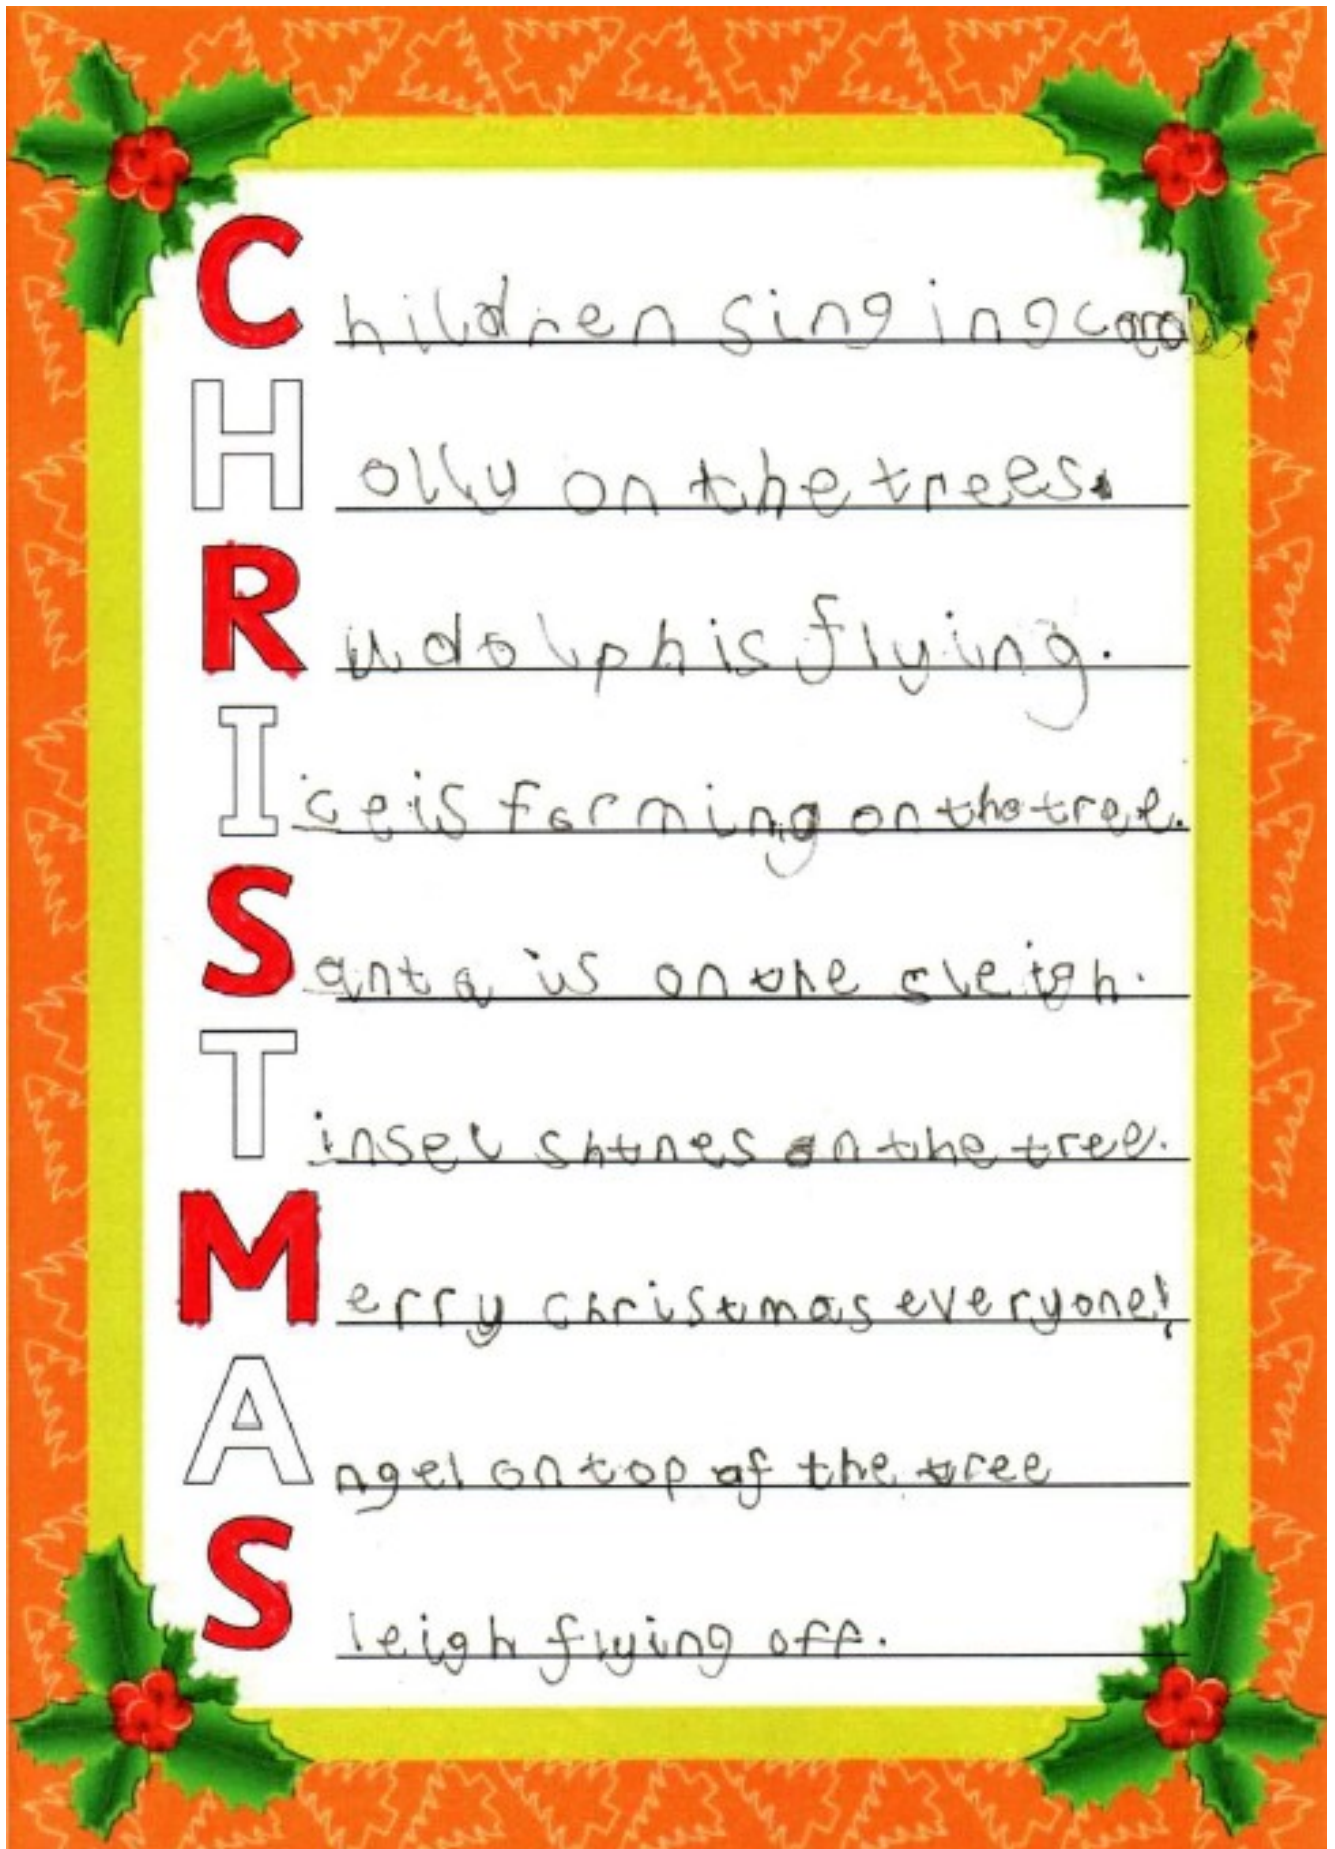 Children singing carols.
Holly on the trees.
Rudolph is flying.
Ice is forming on the tree.
Santa is on the sleigh.
Tinsel shines on the tree.
Merry christmas everyone!
Angel on top of the tree
Sleigh flying off.